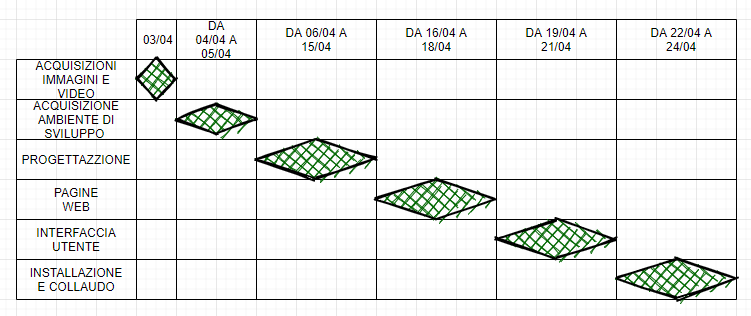 03/04
DA
04/04 A
05/04
DA 06/04 A
15/04
DA 16/04 A
18/04
DA 19/04 A
21/04
DA 22/04 A
24/04
ACQUISIZIONI
IMMAGINI E
VIDEO
ACQUISIZIONE
AMBIENTE DI
SVILUPPO
PROGETTAZZIONE
PAGINE
WEB
INTERFACCIA
UTENTE
INSTALLAZIONE
E COLLAUDO